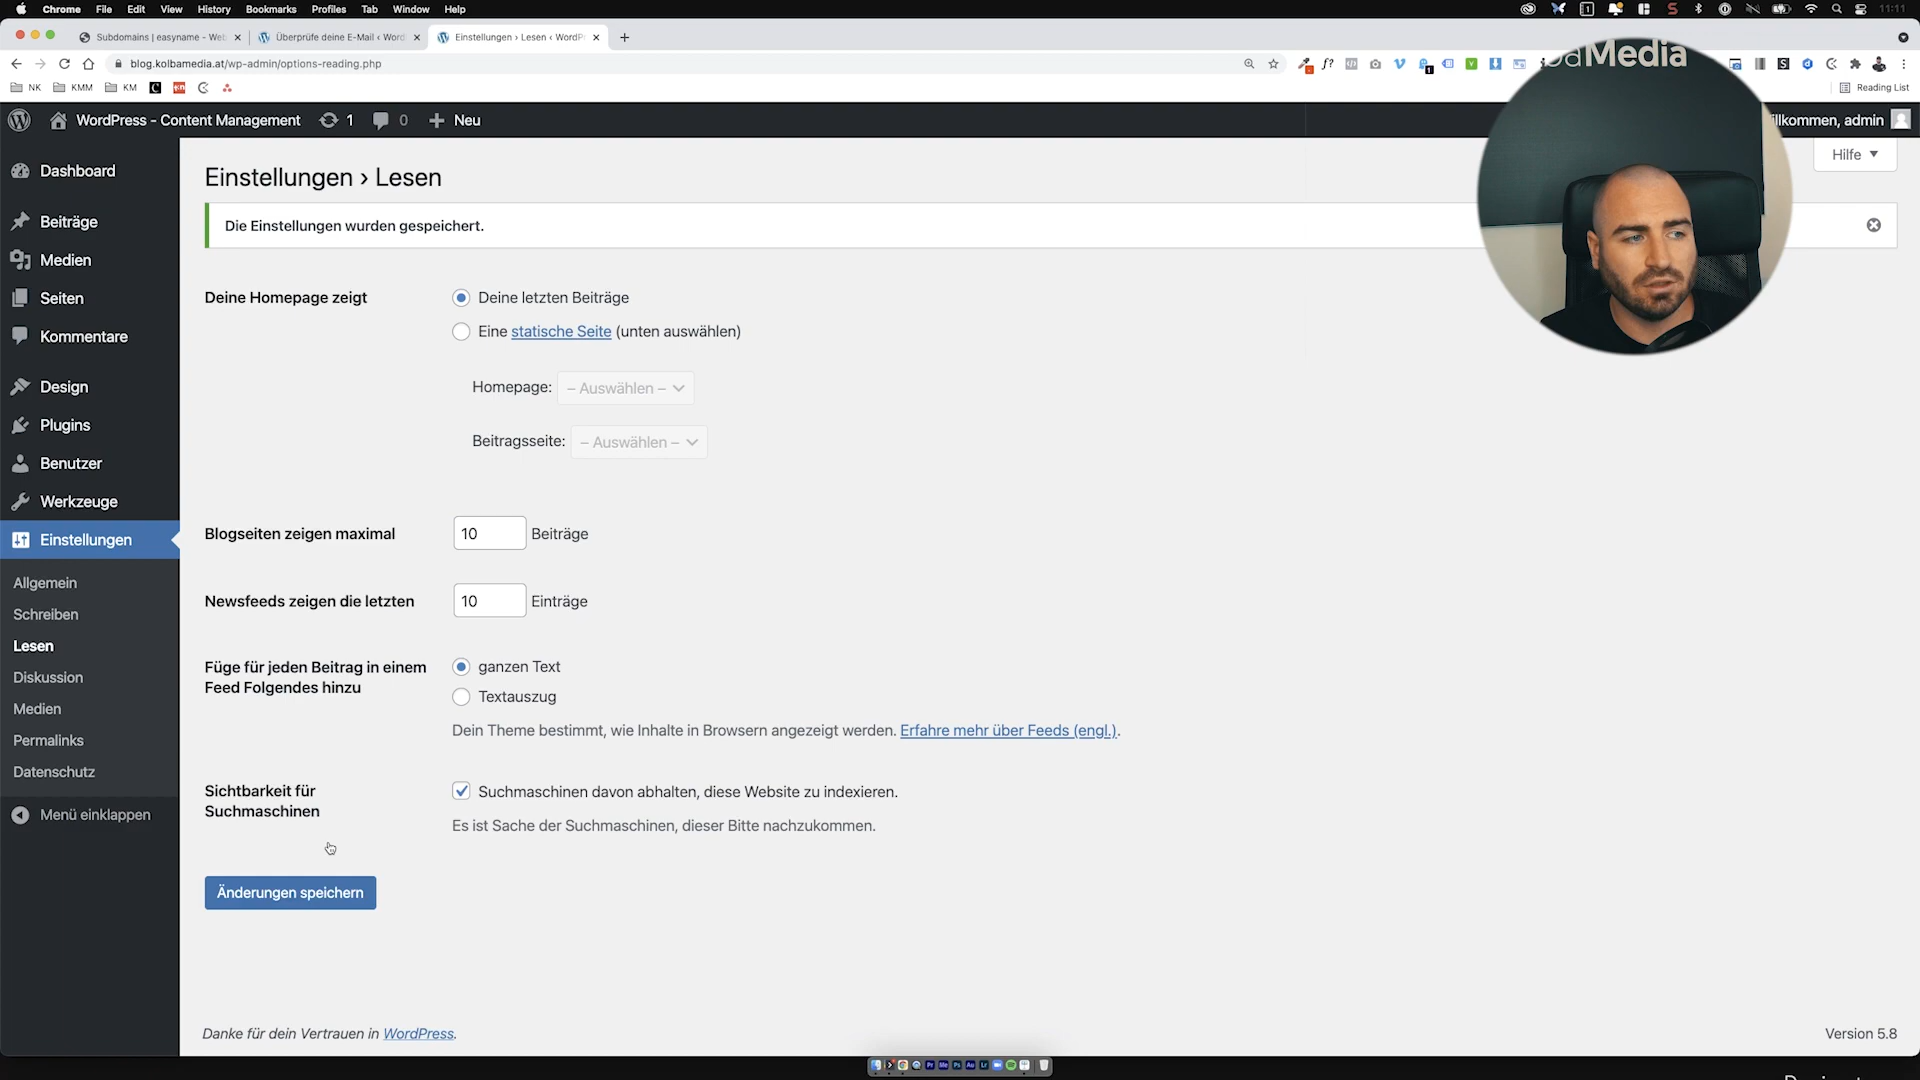 Chrome File Edit View History Bookmarks Profiles Tab Window Help 11:11
Subdomains | easyname - Web Überprüfe deine E-Mail ‹ Word Einstellungen › Lesen ‹ WordPr
blog.kolbamedia.at/wp-admin/options-reading.php
NK KMM KM Reading List
aMedia
WordPress - Content Management 1 0 Neu llkommen, admin
Hilfe
Dashboard
Beiträge
Medien
Seiten
Kommentare
Design
Plugins
Benutzer
Werkzeuge
Einstellungen
Allgemein
Schreiben
Lesen
Diskussion
Medien
Permalinks
Datenschutz
Menü einklappen
Einstellungen › Lesen
Die Einstellungen wurden gespeichert.
Deine Homepage zeigt Deine letzten Beiträge
Eine statische Seite (unten auswählen)
Homepage: – Auswählen –
Beitragsseite: – Auswählen –
Blogseiten zeigen maximal 10 Beiträge
Newsfeeds zeigen die letzten 10 Einträge
Füge für jeden Beitrag in einem
Feed Folgendes hinzu
ganzen Text
Textauszug
Dein Theme bestimmt, wie Inhalte in Browsern angezeigt werden. Erfahre mehr über Feeds (engl.).
Sichtbarkeit für
Suchmaschinen
Suchmaschinen davon abhalten, diese Website zu indexieren.
Es ist Sache der Suchmaschinen, dieser Bitte nachzukommen.
Änderungen speichern
Danke für dein Vertrauen in WordPress.
Version 5.8